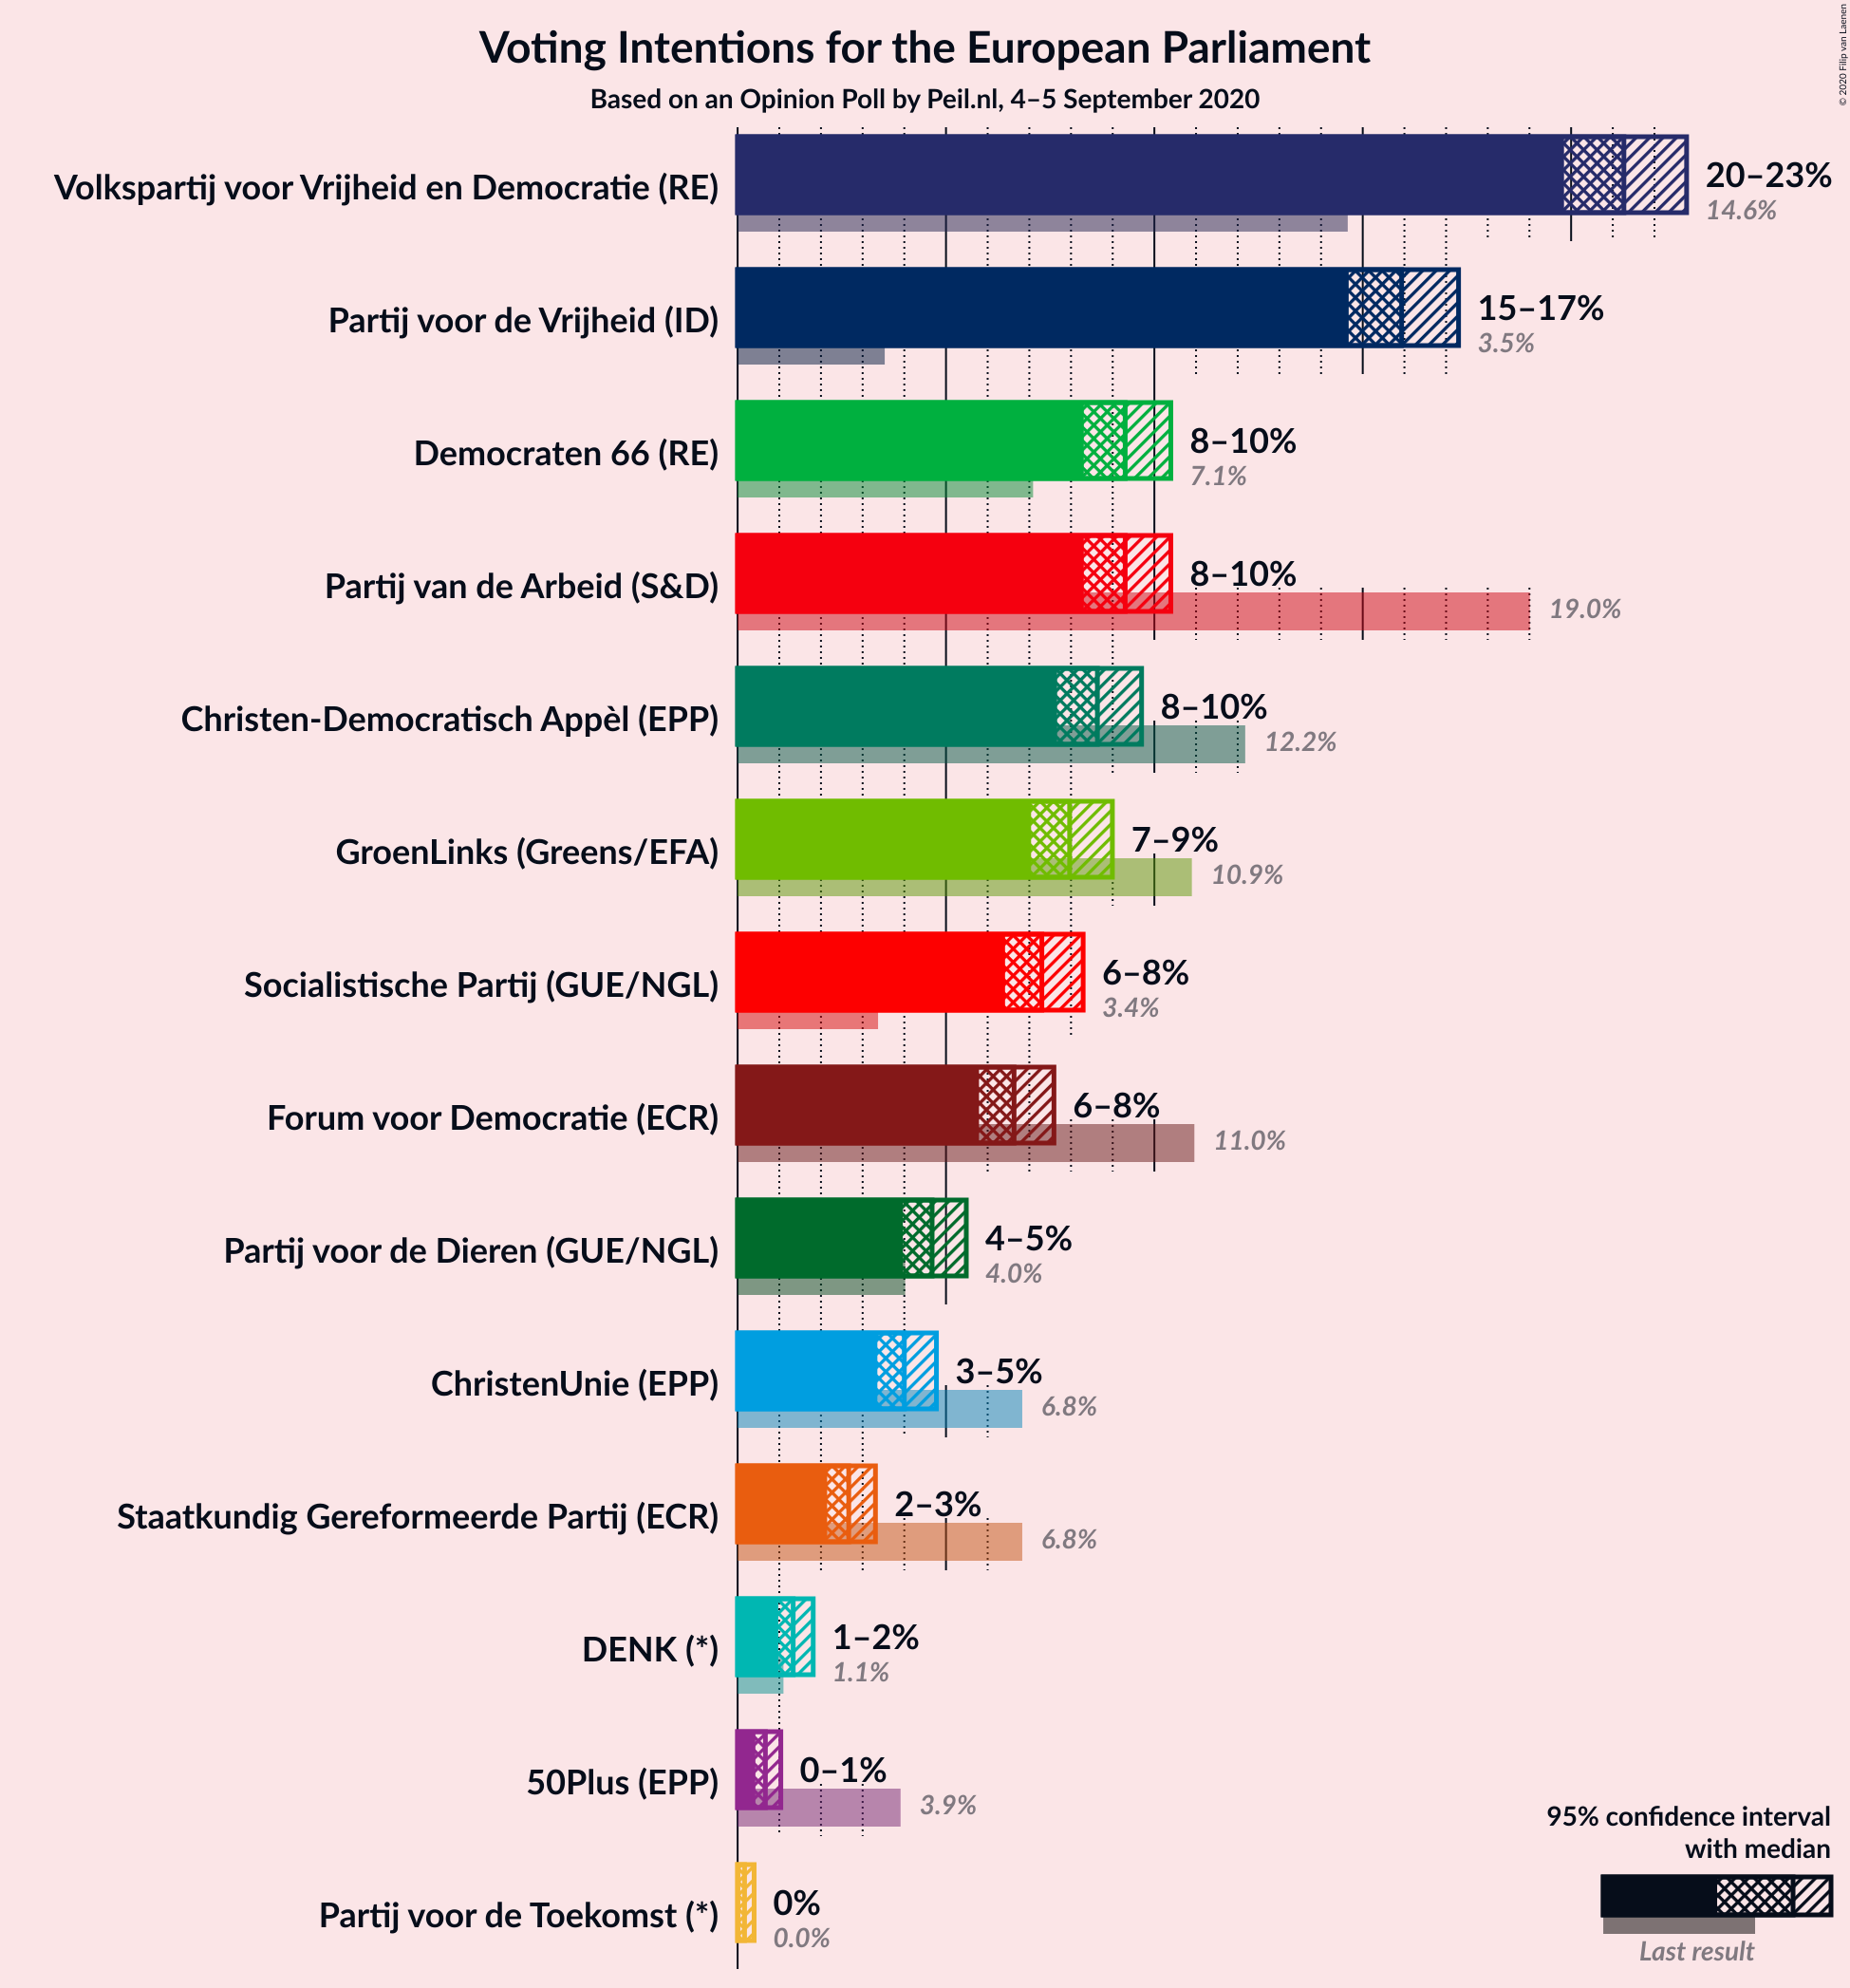 Voting Intentions for the European Parliament
Based on an Opinion Poll by Peil.nl, 4–5 September 2020
© 2020 Filip van Laenen
Volkspartij voor Vrijheid en Democratie (RE)
20–23%
14.6%
Partij voor de Vrijheid (ID)
15–17%
3.5%
Democraten 66 (RE)
8–10%
7.1%
Partij van de Arbeid (S&D)
8–10%
19.0%
Christen-Democratisch Appèl (EPP)
8–10%
12.2%
GroenLinks (Greens/EFA)
7–9%
10.9%
Socialistische Partij (GUE/NGL)
6–8%
3.4%
Forum voor Democratie (ECR)
6–8%
11.0%
Partij voor de Dieren (GUE/NGL)
4–5%
4.0%
ChristenUnie (EPP)
3–5%
6.8%
Staatkundig Gereformeerde Partij (ECR)
2–3%
6.8%
DENK (*)
1–2%
1.1%
50Plus (EPP)
0–1%
3.9%
Partij voor de Toekomst (*)
0%
0.0%
95% confidence interval
with median
Last result